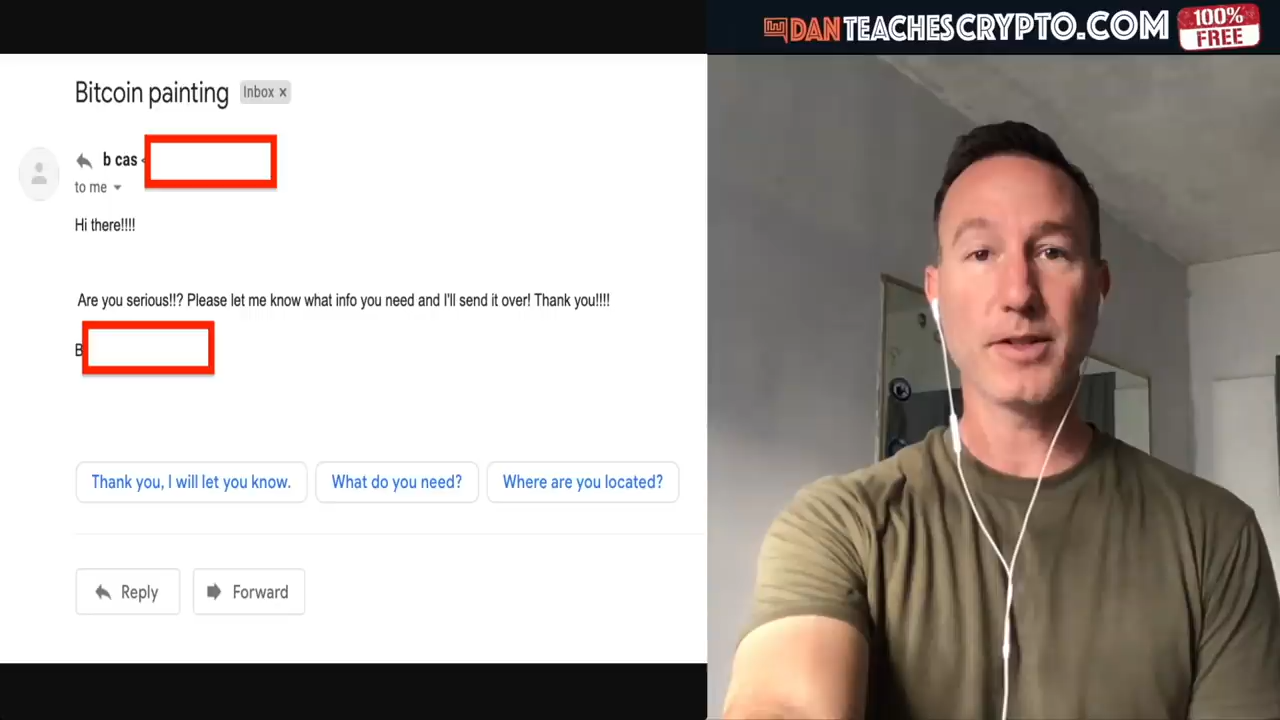 DANTEACHESCRYPTO.COM
100%
FREE
Bitcoin painting Inbox ×
b cas
to me
Hi there!!!!
Are you serious!!? Please let me know what info you need and I'll send it over! Thank you!!!!
B
Thank you, I will let you know. What do you need? Where are you located?
Reply Forward